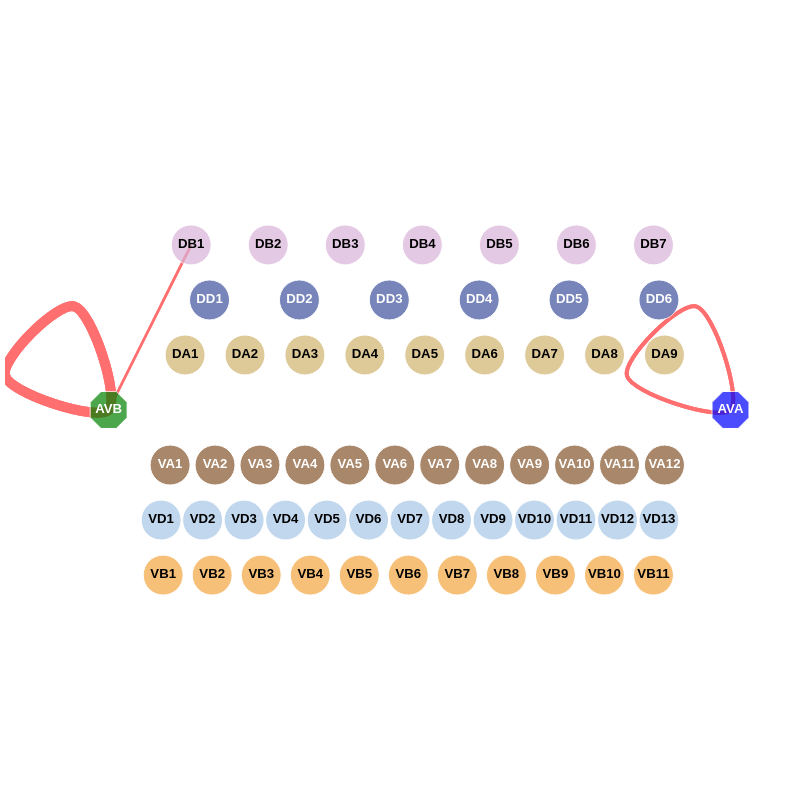 DB1 DB2 DB3 DB4 DB5 DB6 DB7
DD1 DD2 DD3 DD4 DD5 DD6
DA1 DA2 DA3 DA4 DA5 DA6 DA7 DA8 DA9
AVB AVA
VA1 VA2 VA3 VA4 VA5 VA6 VA7 VA8 VA9 VA10 VA11 VA12
VD1 VD2 VD3 VD4 VD5 VD6 VD7 VD8 VD9 VD10 VD11 VD12 VD13
VB1 VB2 VB3 VB4 VB5 VB6 VB7 VB8 VB9 VB10 VB11